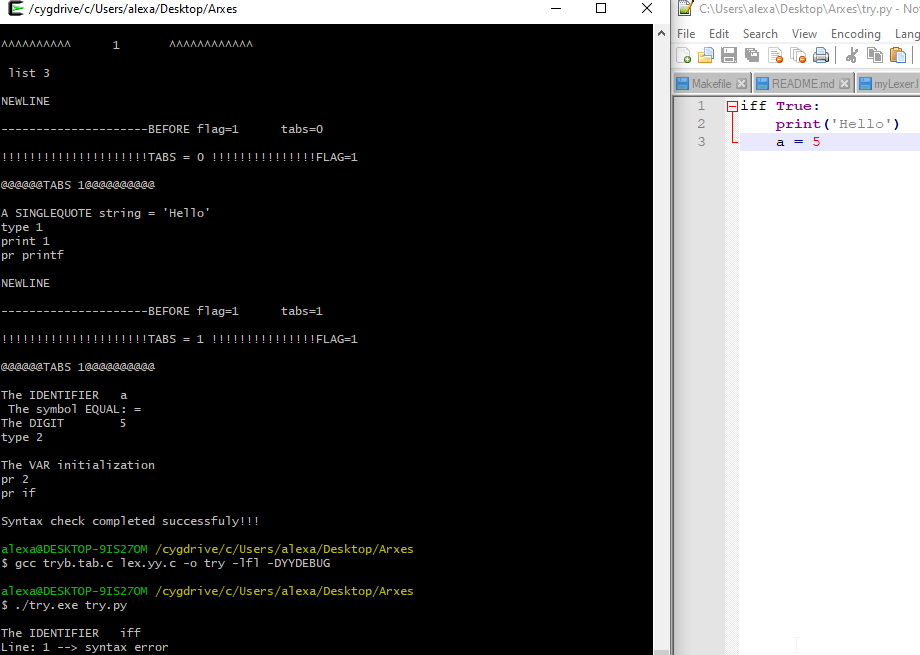 /cygdrive/c/Users/alexa/Desktop/Arxes
^^^^^^^^^^      1       ^^^^^^^^^^^^
list 3
NEWLINE
---------------------BEFORE flag=1      tabs=0
!!!!!!!!!!!!!!!!!!!!!TABS = 0 !!!!!!!!!!!!!!!FLAG=1
@@@@@@TABS 1@@@@@@@@@@
A SINGLEQUOTE string = 'Hello'
type 1
print 1
pr printf
NEWLINE
---------------------BEFORE flag=1      tabs=1
!!!!!!!!!!!!!!!!!!!!!TABS = 1 !!!!!!!!!!!!!!!FLAG=1
@@@@@@TABS 1@@@@@@@@@@
The IDENTIFIER   a
The symbol EQUAL: =
The DIGIT        5
type 2
The VAR initialization
pr 2
pr if
Syntax check completed successfuly!!!
alexa@DESKTOP-9IS27OM /cygdrive/c/Users/alexa/Desktop/Arxes
$ gcc tryb.tab.c lex.yy.c -o try -lfl -DYYDEBUG
alexa@DESKTOP-9IS27OM /cygdrive/c/Users/alexa/Desktop/Arxes
$ ./try.exe try.py
The IDENTIFIER   iff
Line: 1 --> syntax error
C:\Users\alexa\Desktop\Arxes\try.py - No
File Edit Search View Encoding Lang
Makefile README.md myLexer.l
1 iff True:
2     print('Hello')
3     a = 5